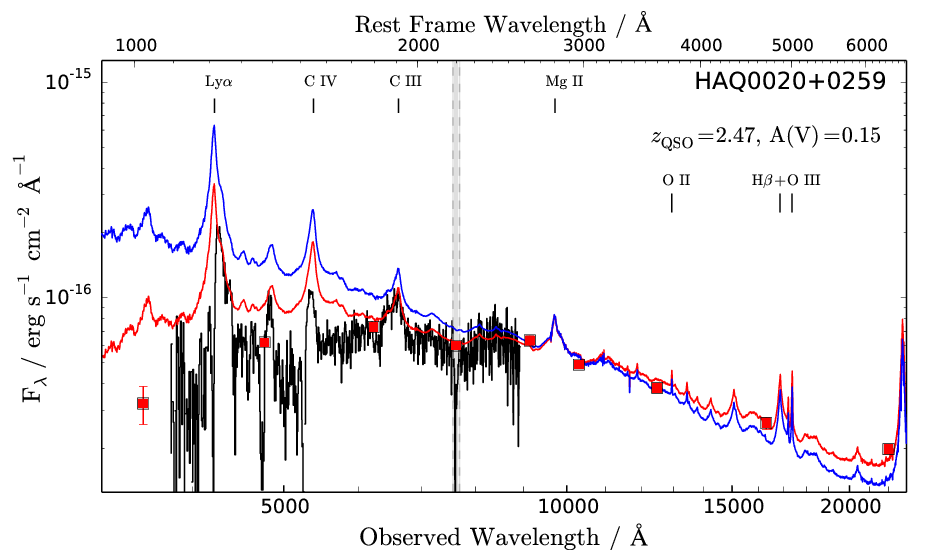 Rest Frame Wavelength / Å
1000 2000 3000 4000 5000 6000
10⁻¹⁵
Lyα C IV C III Mg II
HAQ0020+0259
z_QSO=2.47, A(V)=0.15
O II Hβ+O III
F_λ / erg s⁻¹ cm⁻² Å⁻¹
10⁻¹⁶
5000 10000 15000 20000
Observed Wavelength / Å